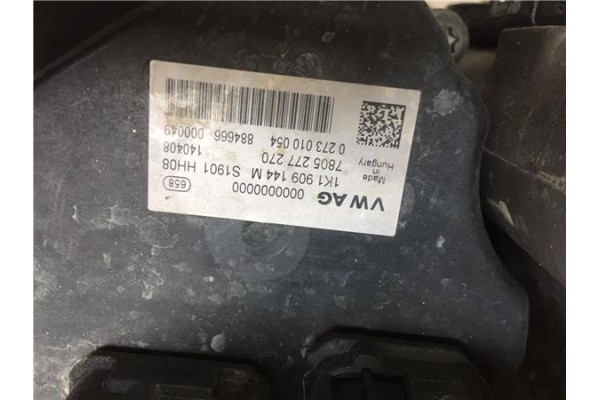 VW AG
0000000000
1K1 909 144 M S1901 HH08
7805 277 270 140408
0 273 010 054 884666 000049
Made
in
Hungary
658